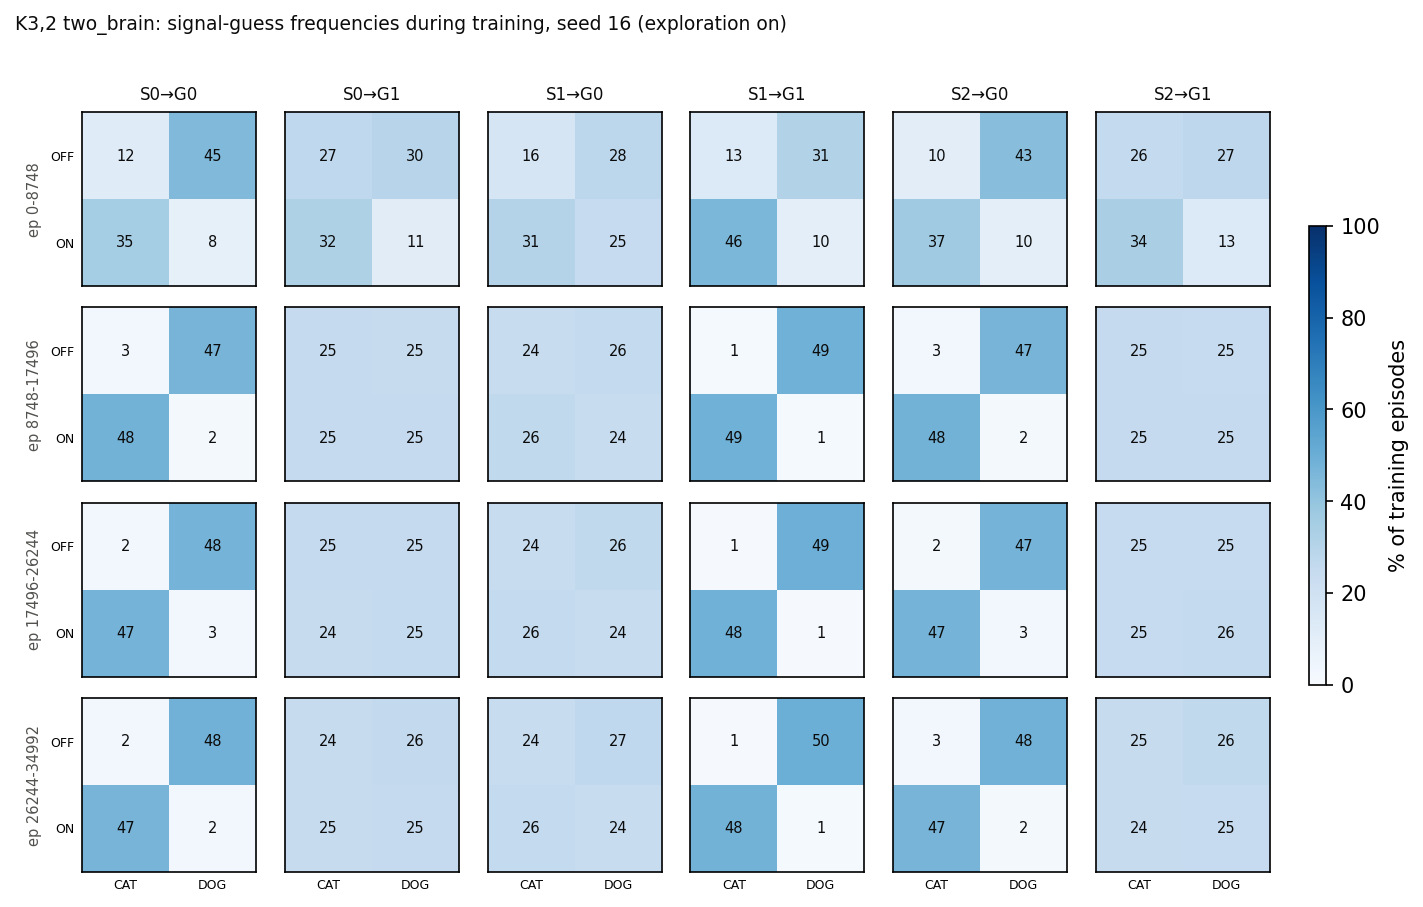 K3,2 two_brain: signal-guess frequencies during training, seed 16 (exploration on)
S0→G0 S0→G1 S1→G0 S1→G1 S2→G0 S2→G1
ep 0-8748
OFF 12 45 27 30 16 28 13 31 10 43 26 27
ON 35 8 32 11 31 25 46 10 37 10 34 13
ep 8748-17496
OFF 3 47 25 25 24 26 1 49 3 47 25 25
ON 48 2 25 25 26 24 49 1 48 2 25 25
ep 17496-26244
OFF 2 48 25 25 24 26 1 49 2 47 25 25
ON 47 3 24 25 26 24 48 1 47 3 25 26
ep 26244-34992
OFF 2 48 24 26 24 27 1 50 3 48 25 26
ON 47 2 25 25 26 24 48 1 47 2 24 25
CAT DOG CAT DOG CAT DOG CAT DOG CAT DOG CAT DOG
100
80
60
40
20
0
% of training episodes